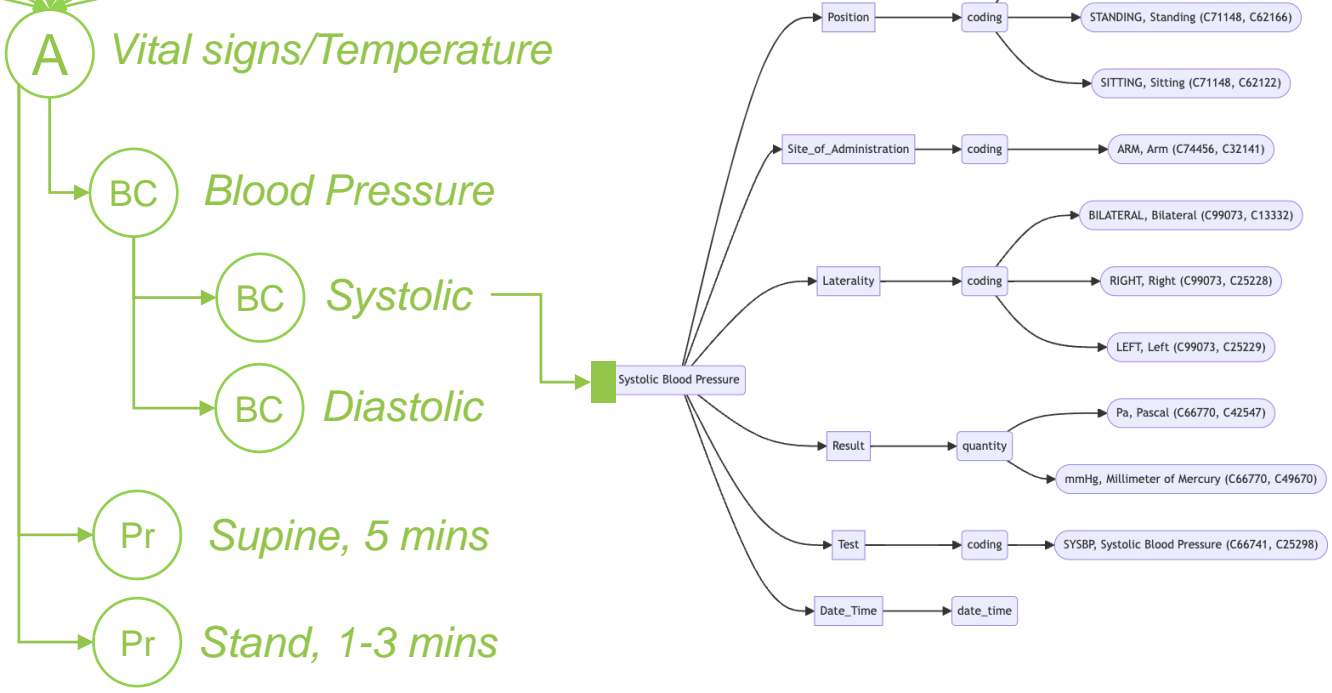 A
Vital signs/Temperature
BC
Blood Pressure
BC
Systolic
BC
Diastolic
Pr
Supine, 5 mins
Pr
Stand, 1-3 mins
Systolic Blood Pressure
Position
coding
STANDING, Standing (C71148, C62166)
SITTING, Sitting (C71148, C62122)
Site_of_Administration
coding
ARM, Arm (C74456, C32141)
Laterality
coding
BILATERAL, Bilateral (C99073, C13332)
RIGHT, Right (C99073, C25228)
LEFT, Left (C99073, C25229)
Result
quantity
Pa, Pascal (C66770, C42547)
mmHg, Millimeter of Mercury (C66770, C49670)
Test
coding
SYSBP, Systolic Blood Pressure (C66741, C25298)
Date_Time
date_time